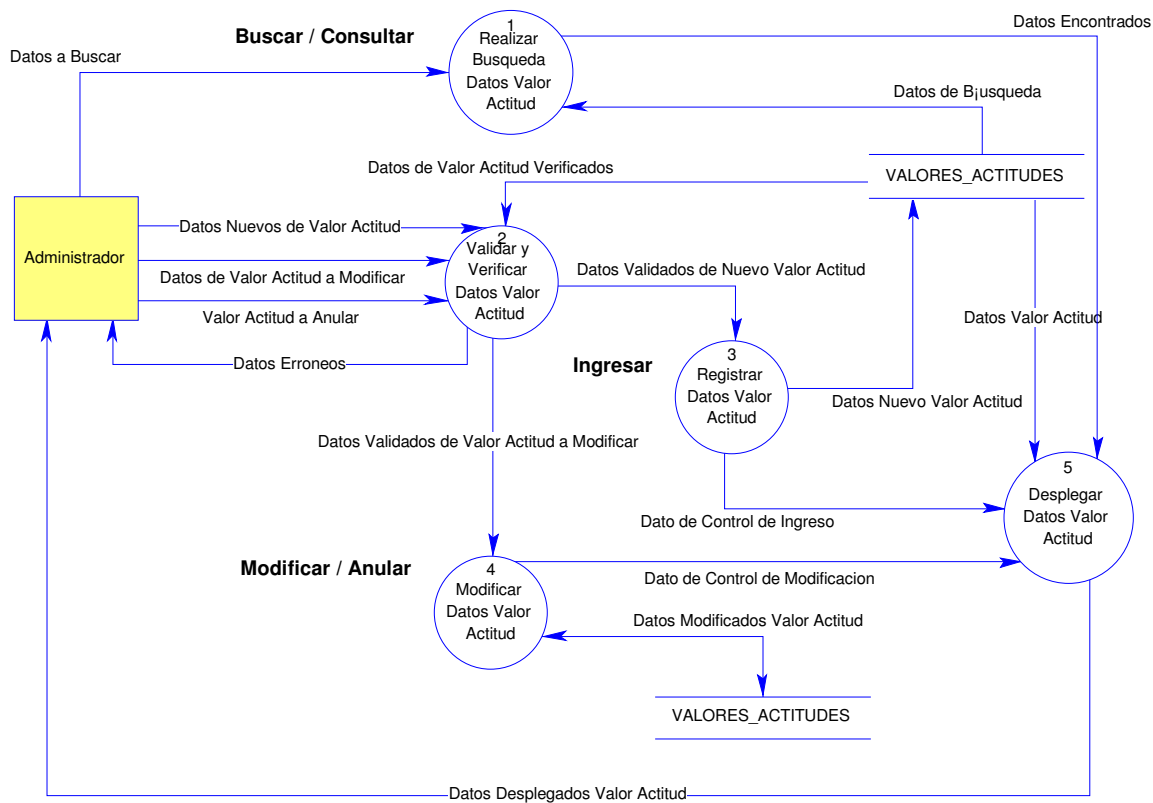 Datos Encontrados
Buscar / Consultar
Datos a Buscar
1
Realizar
Busqueda
Datos Valor
Actitud
Datos de B¡usqueda
Datos de Valor Actitud Verificados
VALORES_ACTITUDES
Administrador
Datos Nuevos de Valor Actitud
Datos de Valor Actitud a Modificar
Valor Actitud a Anular
Datos Erroneos
2
Validar y
Verificar
Datos Valor
Actitud
Datos Validados de Nuevo Valor Actitud
Datos Valor Actitud
Ingresar
3
Registrar
Datos Valor
Actitud
Datos Nuevo Valor Actitud
Datos Validados de Valor Actitud a Modificar
Dato de Control de Ingreso
5
Desplegar
Datos Valor
Actitud
Modificar / Anular
4
Modificar
Datos Valor
Actitud
Dato de Control de Modificacion
Datos Modificados Valor Actitud
VALORES_ACTITUDES
Datos Desplegados Valor Actitud